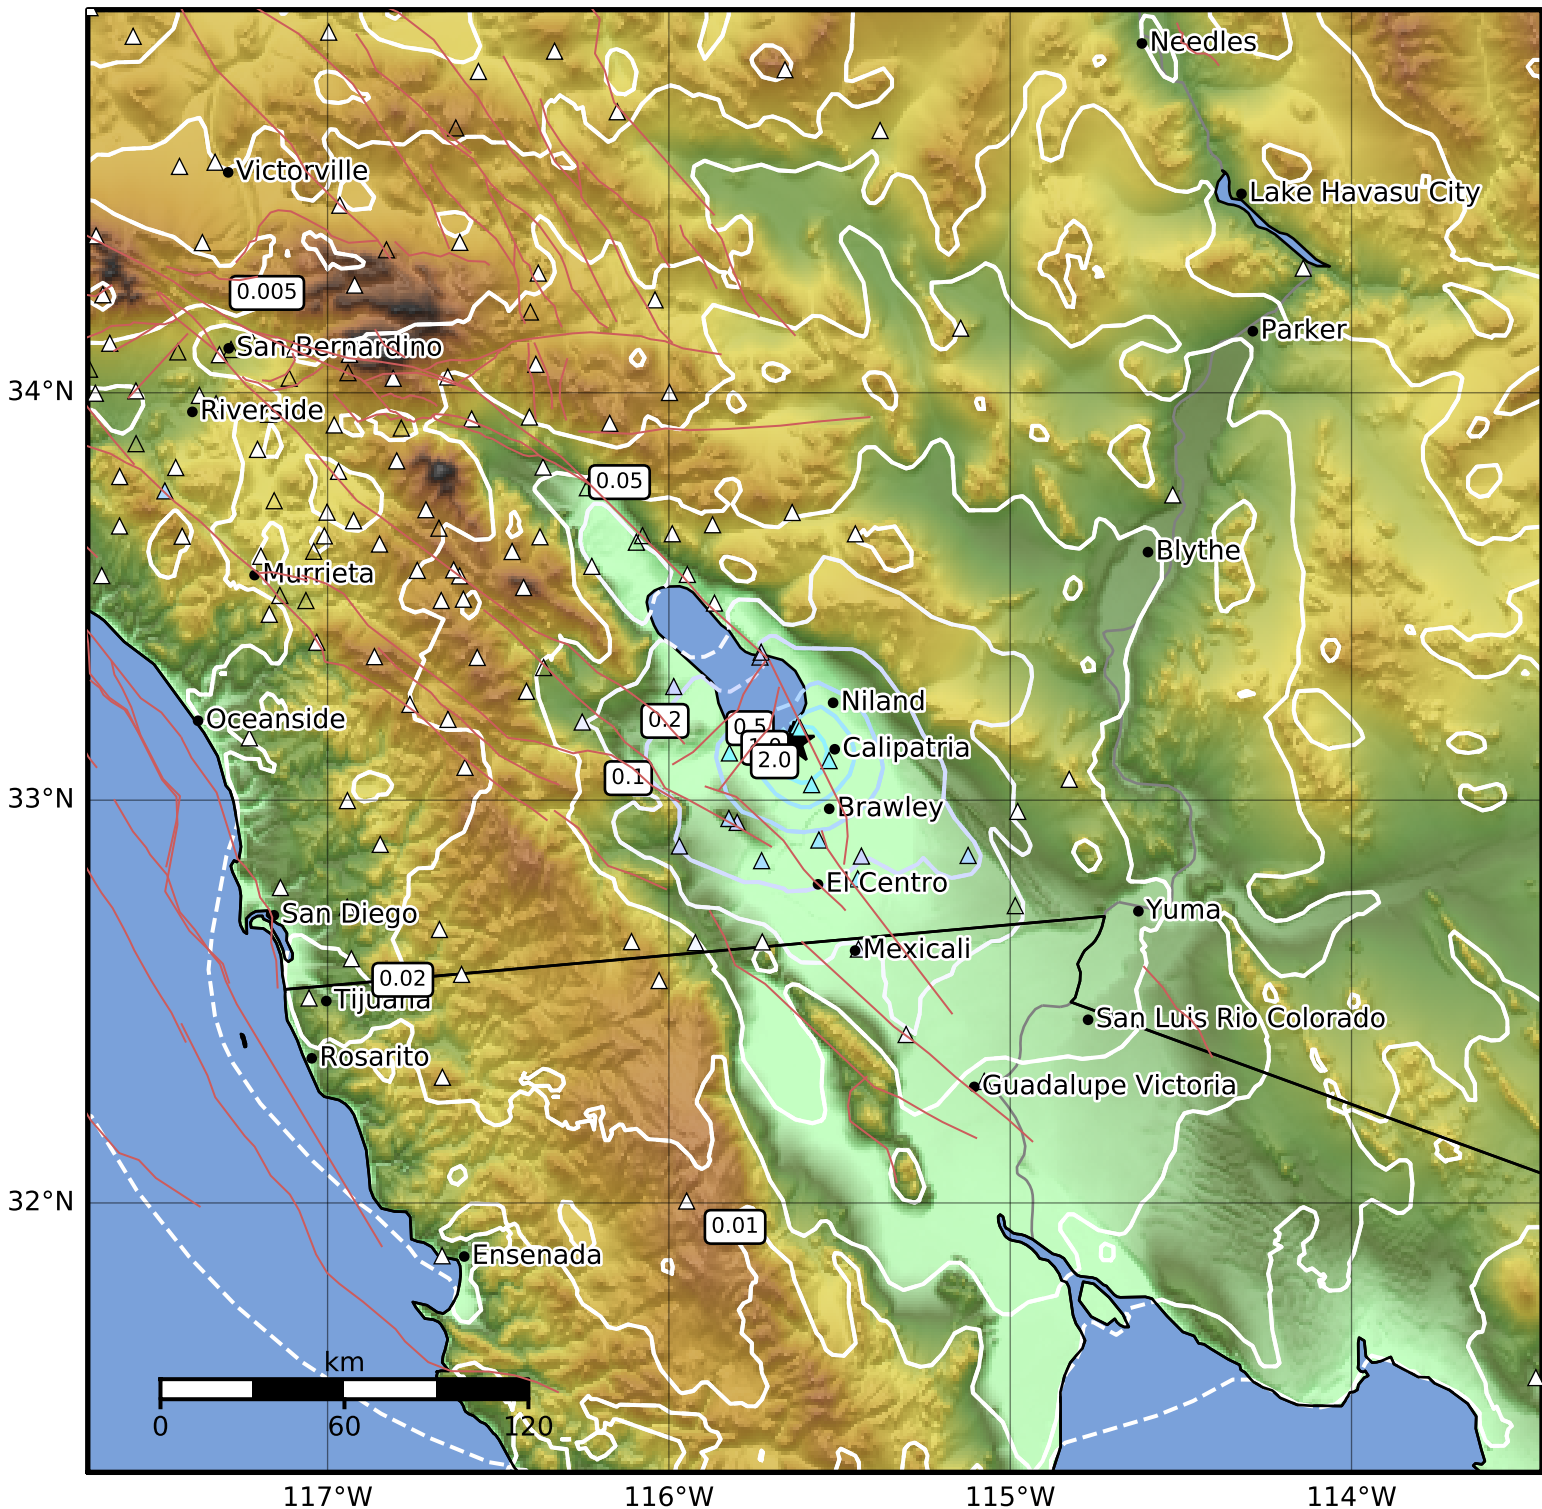 Needles
Victorville
Lake Havasu City
0.005
Parker
San Bernardino
34°N
Riverside
0.05
Blythe
Murrieta
Niland
0.2
Oceanside
0.5
Calipatria
1.0
2.0
0.1
33°N
Brawley
El Centro
San Diego
Yuma
Mexicali
0.02
Tijuana
San Luis Rio Colorado
Rosarito
Guadalupe Victoria
32°N
0.01
Ensenada
km
0 60 120
117°W 116°W 115°W 114°W